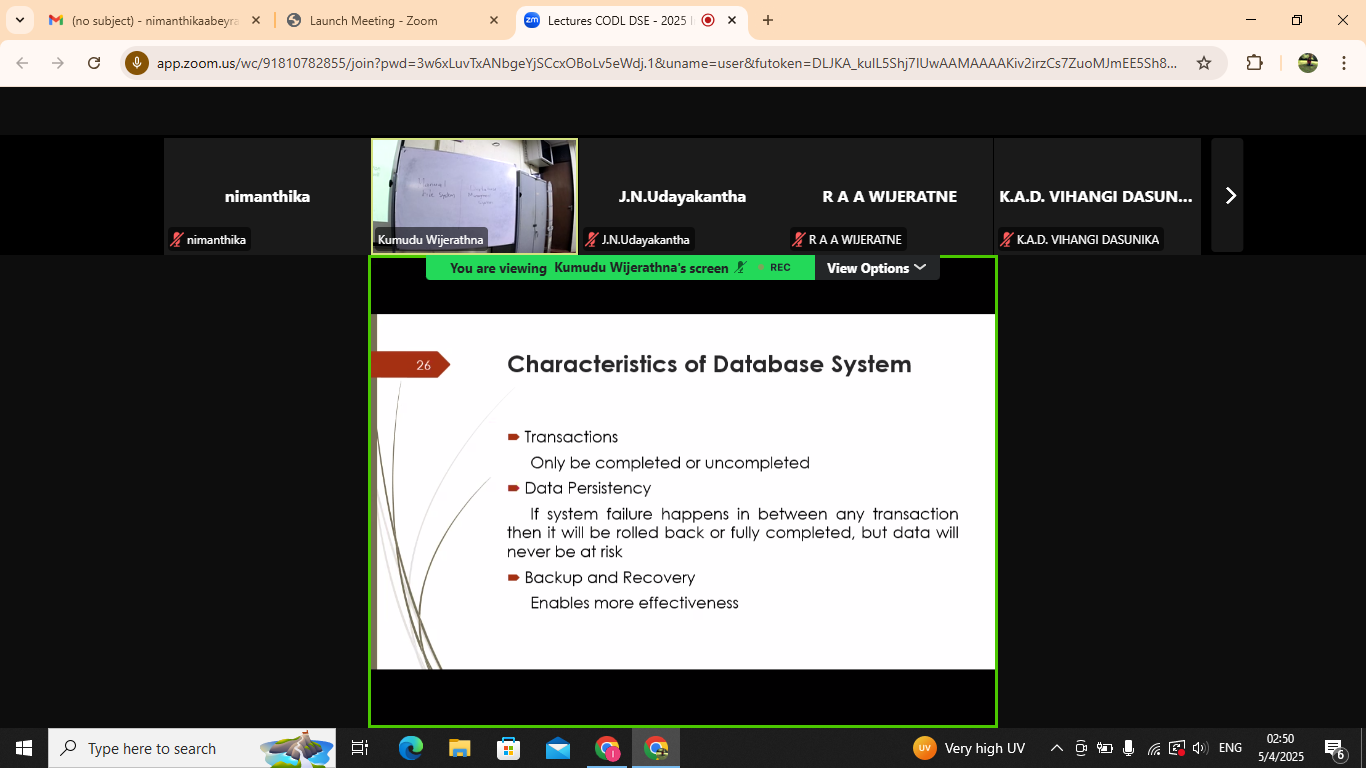 (no subject) - nimanthikaabeyra
Launch Meeting - Zoom
zm
Lectures CODL DSE - 2025 I
app.zoom.us/wc/91810782855/join?pwd=3w6xLuvTxANbgeYjSCcxOBoLv5eWdj.1&uname=user&futoken=DLJKA_kuIL5Shj7IUwAAMAAAAKiv2irzCs7ZuoMJmEE5Sh8...
nimanthika
J.N.Udayakantha
R A A WIJERATNE
K.A.D. VIHANGI DASUN...
nimanthika
Kumudu Wijerathna
J.N.Udayakantha
R A A WIJERATNE
K.A.D. VIHANGI DASUNIKA
You are viewing Kumudu Wijerathna's screen
REC
View Options
26
Characteristics of Database System
Transactions
Only be completed or uncompleted
Data Persistency
If system failure happens in between any transaction
then it will be rolled back or fully completed, but data will
never be at risk
Backup and Recovery
Enables more effectiveness
Type here to search
UV
Very high UV
ENG
02:50
5/4/2025
6